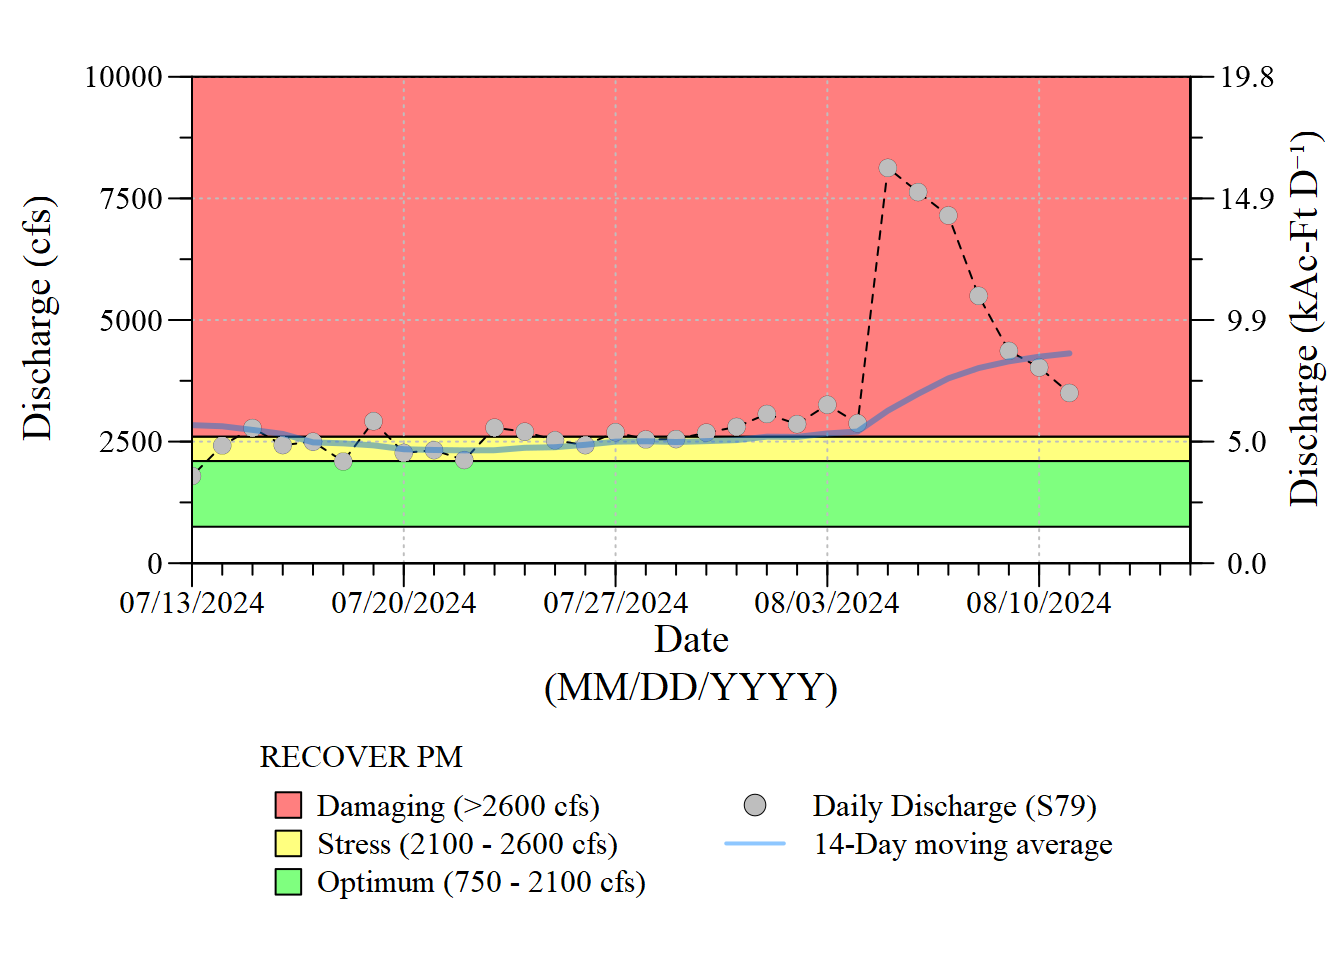 10000
7500
5000
2500
0
Discharge (cfs)
19.8
14.9
9.9
5.0
0.0
Discharge (kAc-Ft D⁻¹)
07/13/2024 07/20/2024 07/27/2024 08/03/2024 08/10/2024
Date
(MM/DD/YYYY)
RECOVER PM
Damaging (>2600 cfs)
Stress (2100 - 2600 cfs)
Optimum (750 - 2100 cfs)
Daily Discharge (S79)
14-Day moving average